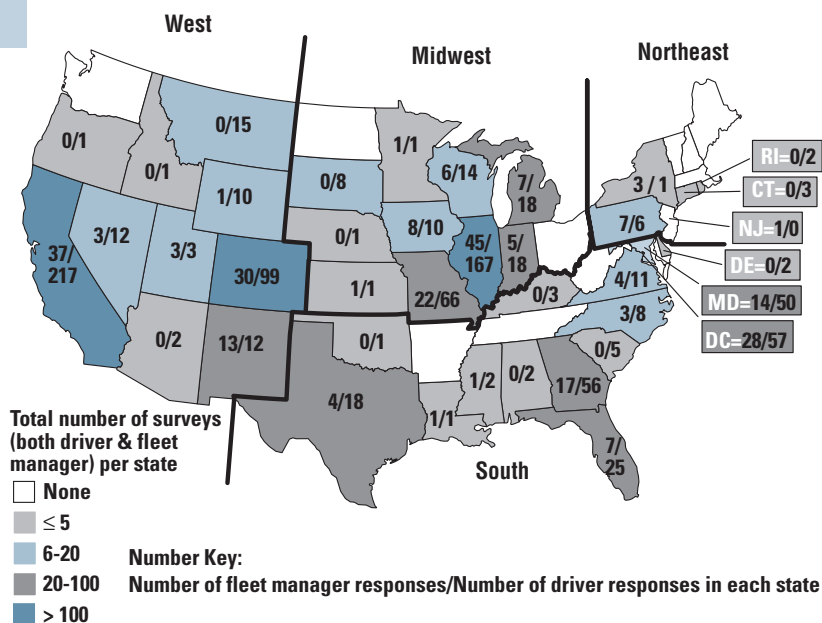 West
Midwest
Northeast
0/1
0/1
0/15
1/10
37/
217
3/12
3/3
30/99
0/2
13/12
0/8
0/1
1/1
1/1
8/10
22/66
6/14
45/
167
7/
18
5/
18
0/1
4/18
1/1
1/2
0/2
17/56
7/
25
0/5
3/8
4/11
0/3
7/6
3 / 1
RI=0/2
CT=0/3
NJ=1/0
DE=0/2
MD=14/50
DC=28/57
South
Total number of surveys
(both driver & fleet
manager) per state
None
≤ 5
6-20
20-100
> 100
Number Key:
Number of fleet manager responses/Number of driver responses in each state